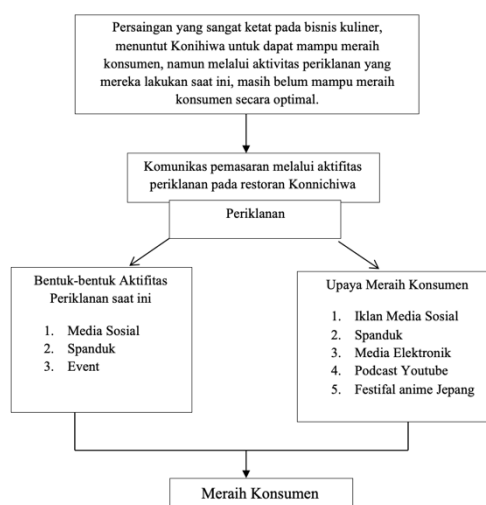 Persaingan yang sangat ketat pada bisnis kuliner,
menuntut Konihiwa untuk dapat mampu meraih
konsumen, namun melalui aktivitas periklanan yang
mereka lakukan saat ini, masih belum mampu meraih
konsumen secara optimal.
Komunikas pemasaran melalui aktifitas
periklanan pada restoran Konnichiwa
Periklanan
Bentuk-bentuk Aktifitas
Periklanan saat ini
1. Media Sosial
2. Spanduk
3. Event
Upaya Meraih Konsumen
1. Iklan Media Sosial
2. Spanduk
3. Media Elektronik
4. Podcast Youtube
5. Festifal anime Jepang
Meraih Konsumen